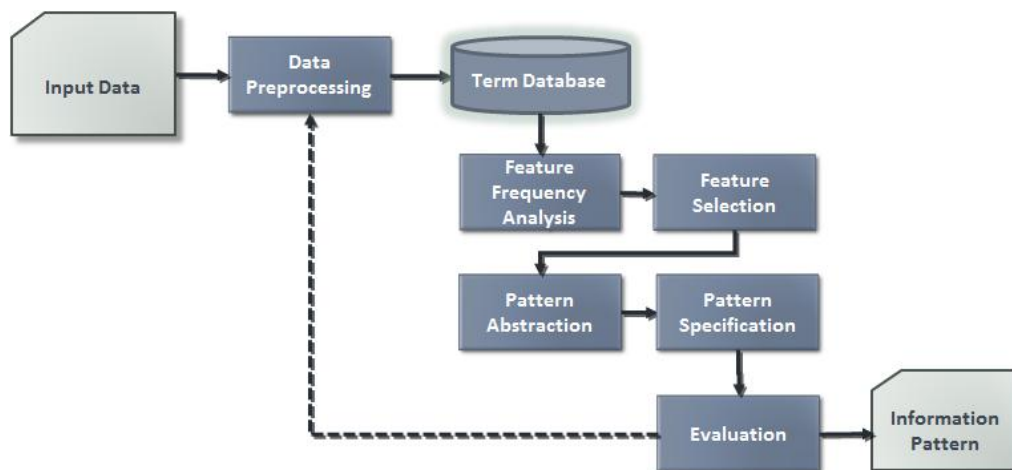 Input Data
Data
Preprocessing
Term Database
Feature
Frequency
Analysis
Feature
Selection
Pattern
Abstraction
Pattern
Specification
Evaluation
Information
Pattern